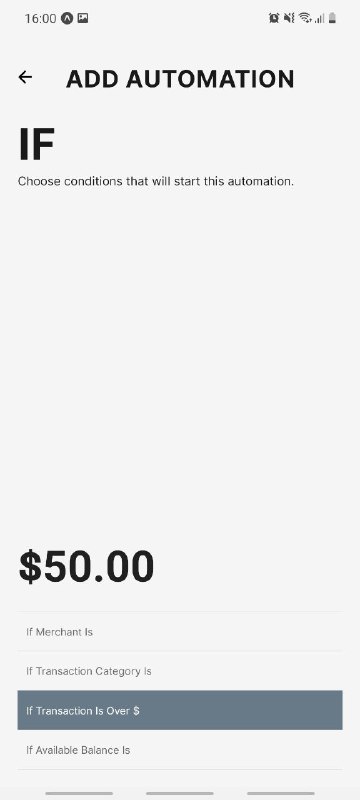 16:00
ADD AUTOMATION
IF
Choose conditions that will start this automation.
$50.00
If Merchant Is
If Transaction Category Is
If Transaction Is Over $
If Available Balance Is